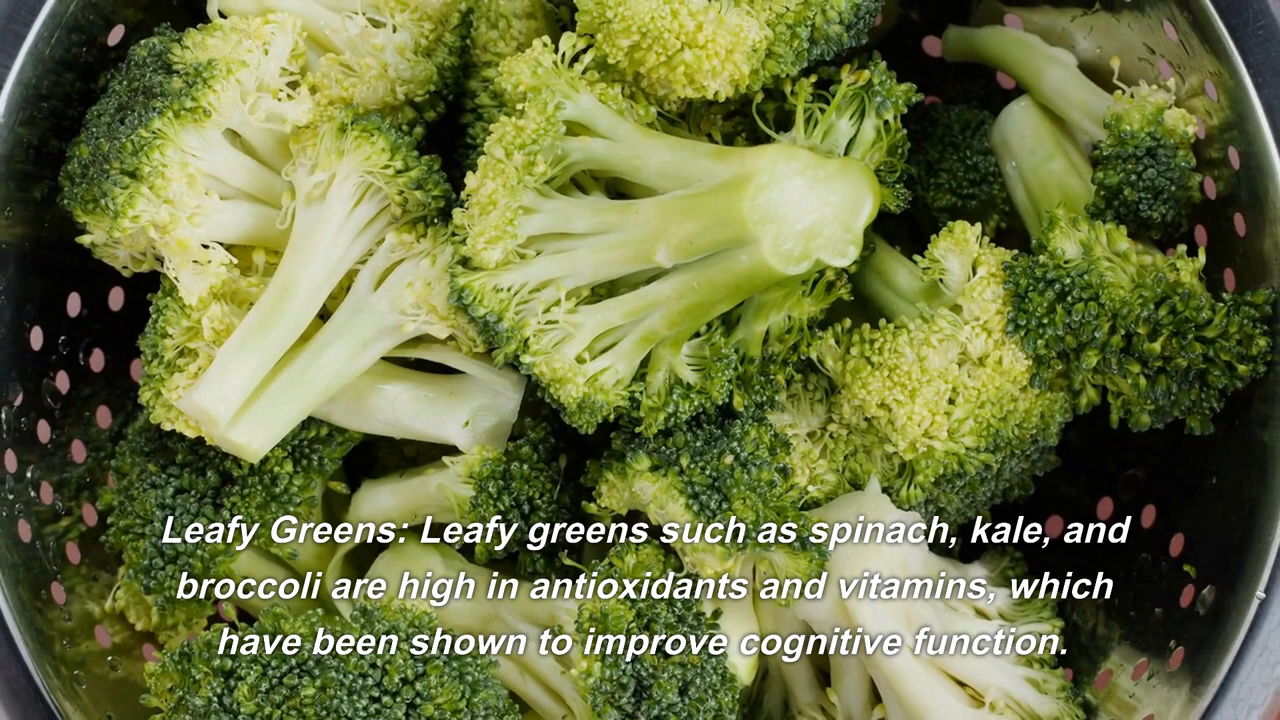 Leafy Greens: Leafy greens such as spinach, kale, and
broccoli are high in antioxidants and vitamins, which
have been shown to improve cognitive function.